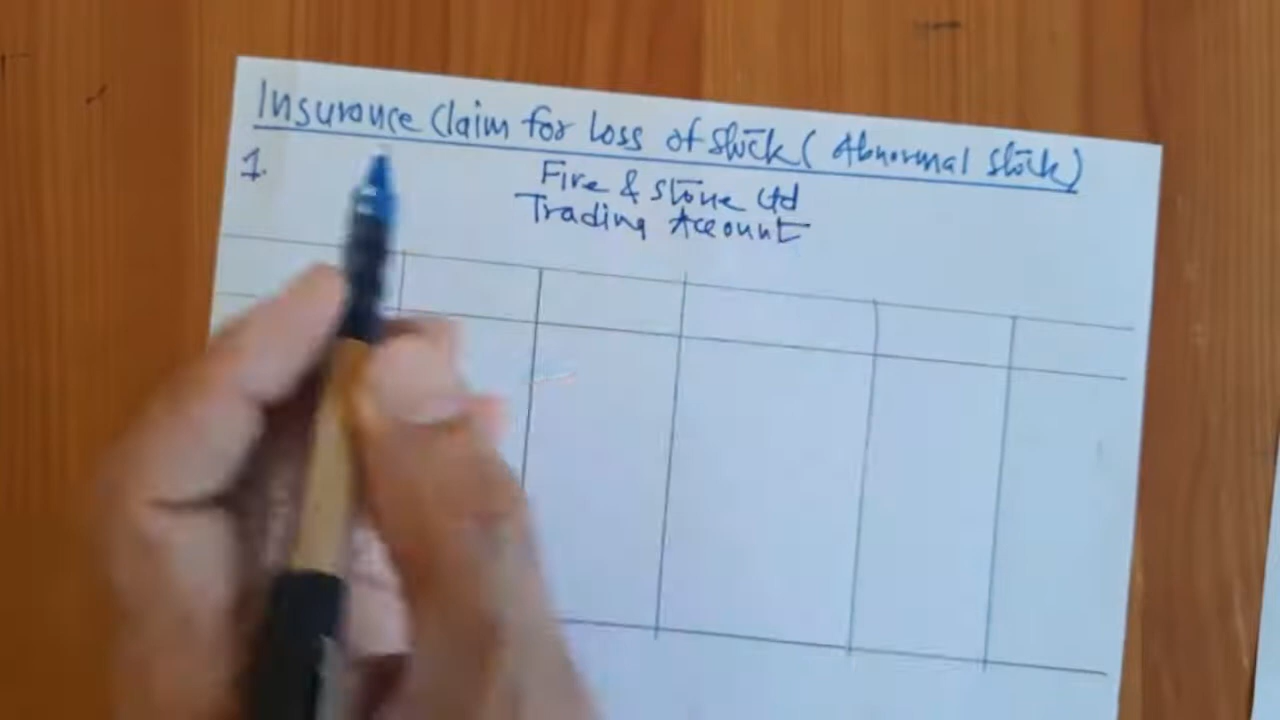 Insurance Claim for Loss of Stock ( Abnormal Stock)
1.
Fire & Stone Ltd
Trading Account